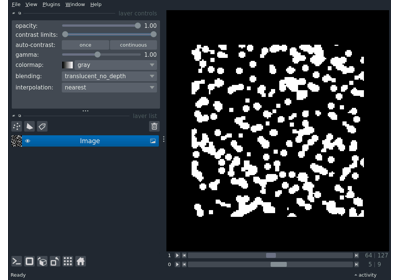 File View Plugins Window Help
layer controls
opacity: 1.00
contrast limits:
auto-contrast: once continuous
gamma: 1.00
colormap: gray
blending: translucent_no_depth
interpolation: nearest
layer list
Image
1 64 127
0 5 9
Ready activity